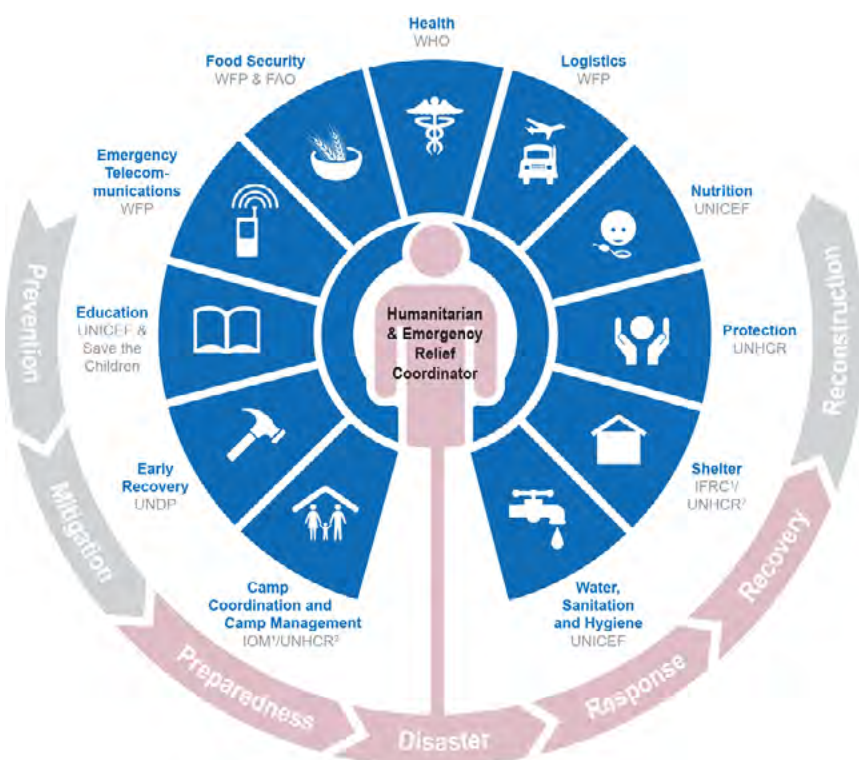 Health
WHO
Food Security
WFP & FAO
Logistics
WFP
Emergency
Telecom-
munications
WFP
Nutrition
UNICEF
Education
UNICEF &
Save the
Children
Humanitarian
& Emergency
Relief
Coordinator
Protection
UNHCR
Early
Recovery
UNDP
Shelter
IFRC¹/
UNHCR²
Camp
Coordination and
Camp Management
IOM¹/UNHCR²
Water,
Sanitation
and Hygiene
UNICEF
Prevention
Mitigation
Preparedness
Disaster
Response
Recovery
Reconstruction